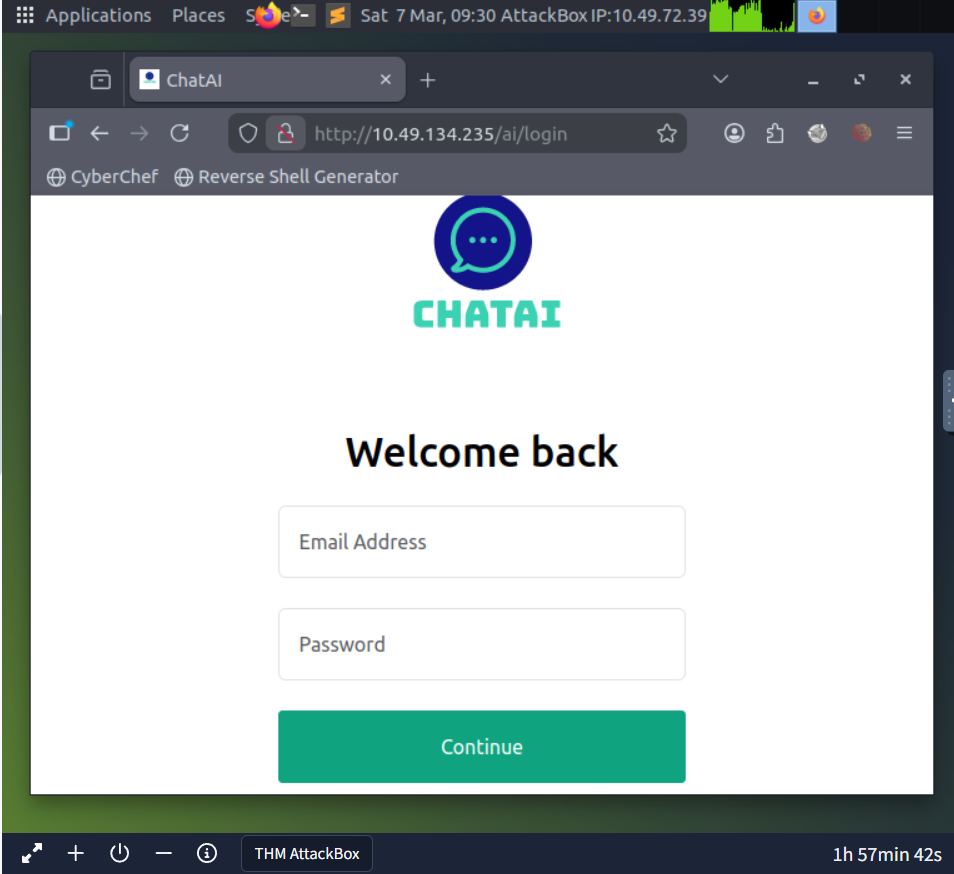 Applications Places S e Sat 7 Mar, 09:30 AttackBox IP:10.49.72.39
ChatAI
http://10.49.134.235/ai/login
CyberChef Reverse Shell Generator
CHATAI
Welcome back
Email Address
Password
Continue
THM AttackBox 1h 57min 42s